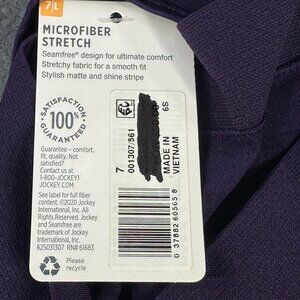 7/L
MICROFIBER
STRETCH
Seamfree® design for ultimate comfort
Stretchy fabric for a smooth fit
Stylish matte and shine stripe
SATISFACTION
100%
GUARANTEE
Guarantee - comfort,
fit, quality. Not
satisfied?
Contact us at
1-800-JOCKEY1
JOCKEY.COM
See label for full fiber
content. ©2020 Jockey
International, Inc. All
Rights Reserved. Jockey
and Seamfree are
trademark of Jockey
International, Inc.
625031307 RN# 61683
Please
recycle
7
001307/561
6S
MADE IN
VIETNAM
0 37882 60565 8